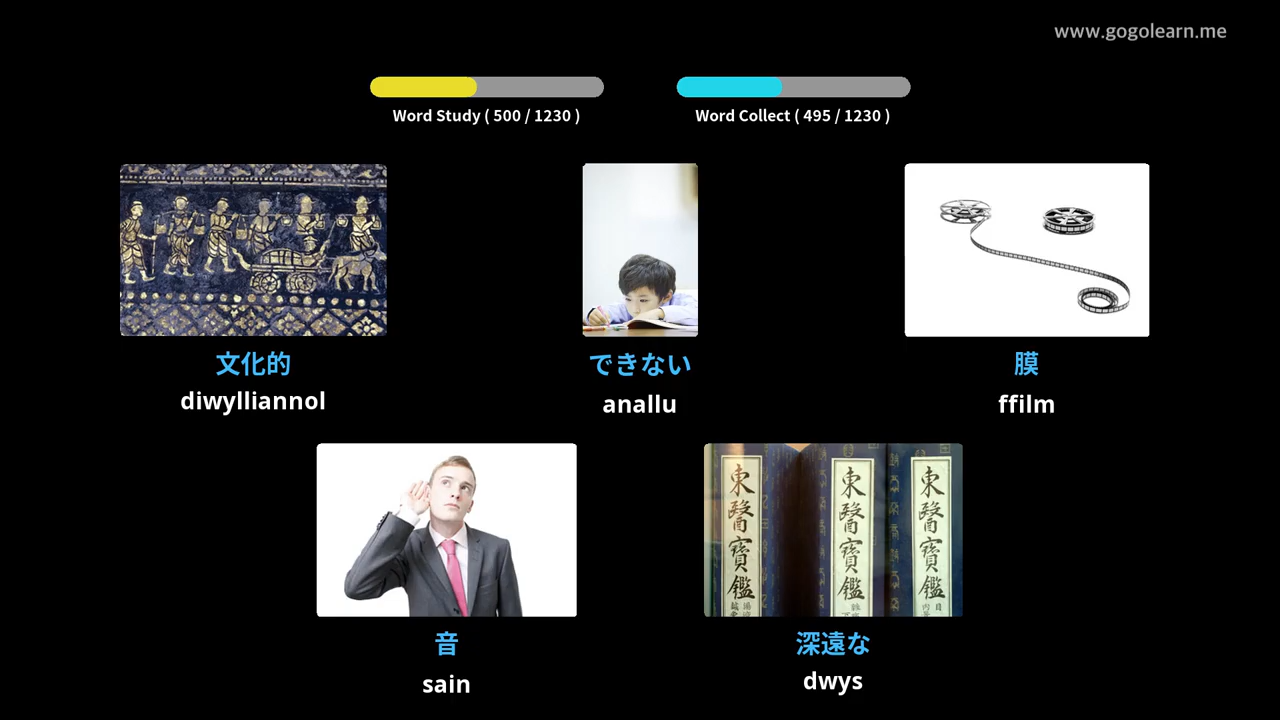 www.gogolearn.me
Word Study ( 500 / 1230 )
Word Collect ( 495 / 1230 )
文化的
diwylliannol
できない
anallu
膜
ffilm
東醫寶鑑
東醫寶鑑
東醫寶鑑
音
sain
深遠な
dwys